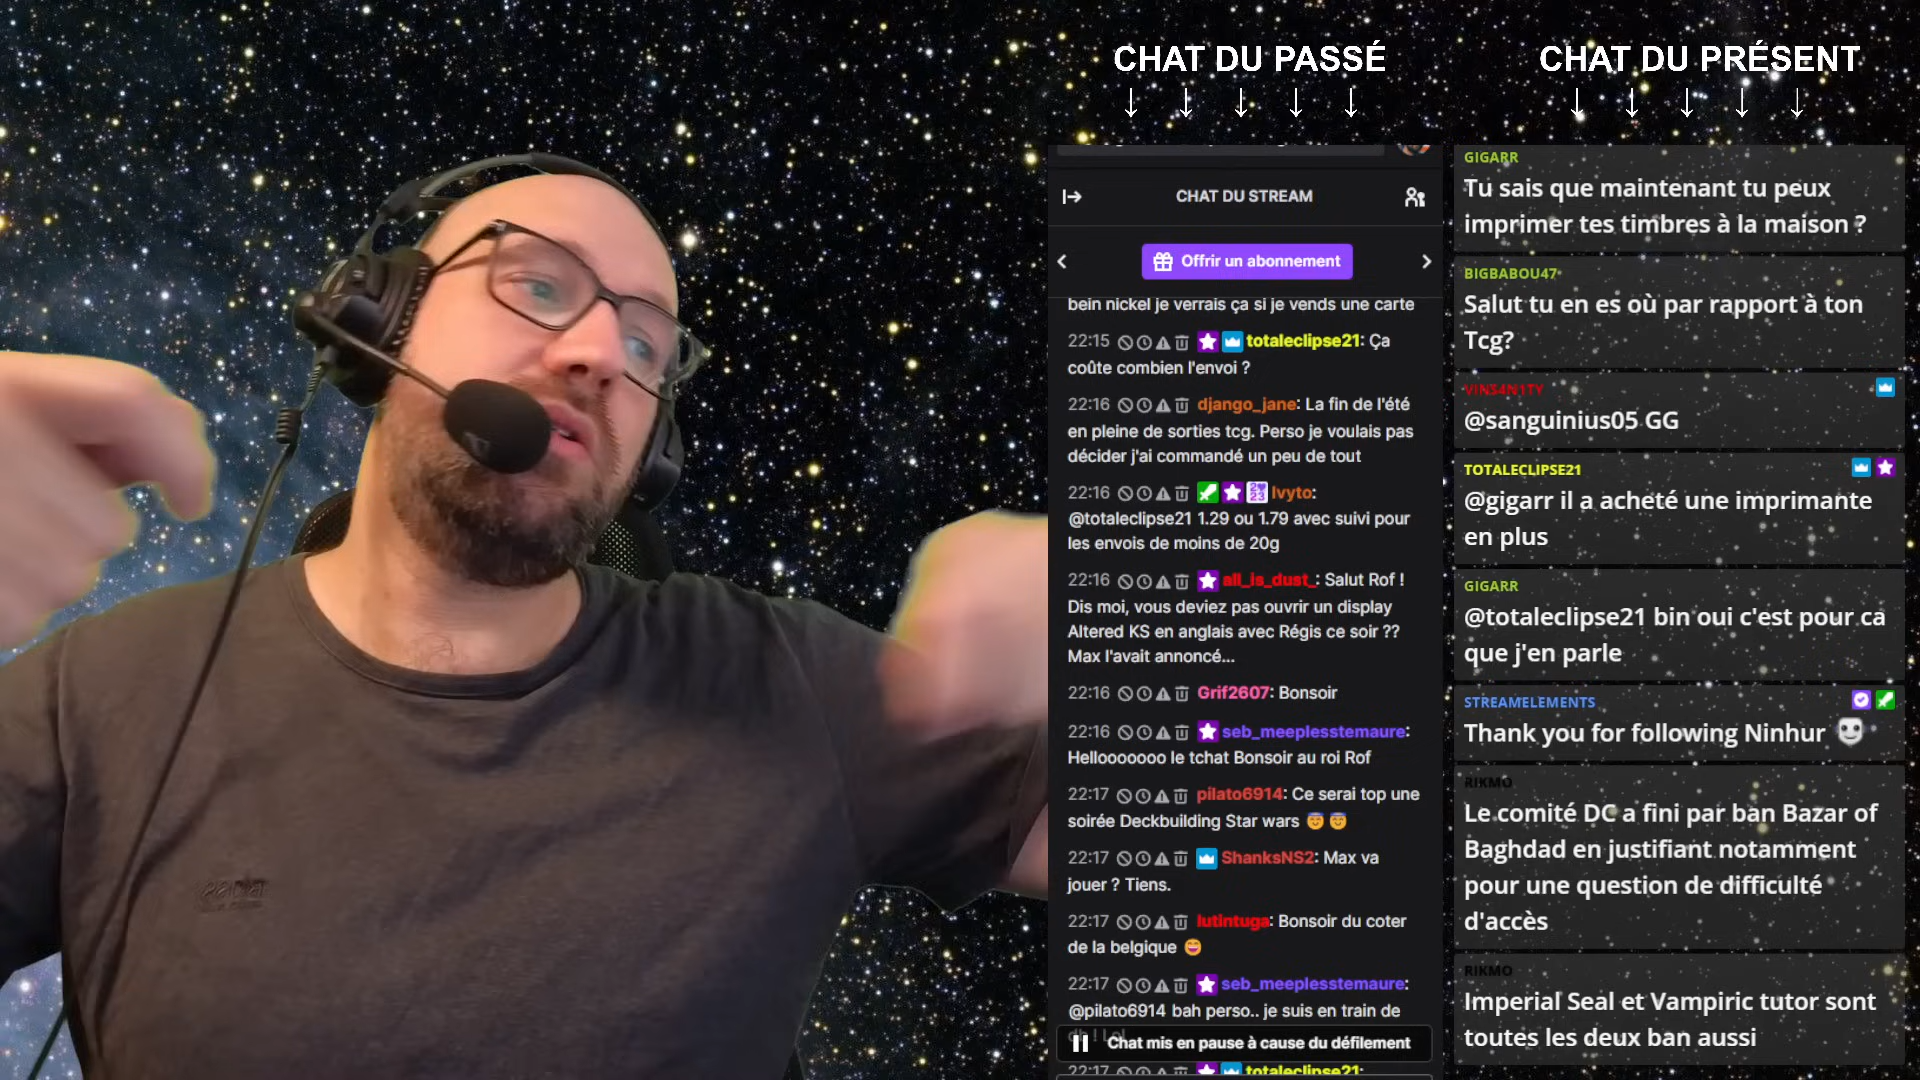 CHAT DU PASSÉ
↓ ↓ ↓ ↓ ↓
CHAT DU STREAM
Offrir un abonnement
bein nickel je verrais ça si je vends une carte
22:15 totaleclipse21: Ça
coûte combien l'envoi ?
22:16 django_jane: La fin de l'été
en pleine de sorties tcg. Perso je voulais pas
décider j'ai commandé un peu de tout
22:16 lvyto:
@totaleclipse21 1.29 ou 1.79 avec suivi pour
les envois de moins de 20g
22:16 all_is_dust_: Salut Rof !
Dis moi, vous deviez pas ouvrir un display
Altered KS en anglais avec Régis ce soir ??
Max l'avait annoncé...
22:16 Grif2607: Bonsoir
22:16 seb_meeplesstemaure:
Hellooooooo le tchat Bonsoir au roi Rof
22:17 pilato6914: Ce serai top une
soirée Deckbuilding Star wars 😇 😇
22:17 ShanksNS2: Max va
jouer ? Tiens.
22:17 lutintuga: Bonsoir du coter
de la belgique 😄
22:17 seb_meeplesstemaure:
@pilato6914 bah perso.. je suis en train de
Chat mis en pause à cause du défilement
22:17 totaleclipse21:
CHAT DU PRÉSENT
↓ ↓ ↓ ↓ ↓
GIGARR
Tu sais que maintenant tu peux
imprimer tes timbres à la maison ?
BIGBABOU47
Salut tu en es où par rapport à ton
Tcg?
VINS4N1TY
@sanguinius05 GG
TOTALECLIPSE21
@gigarr il a acheté une imprimante
en plus
GIGARR
@totaleclipse21 bin oui c'est pour ca
que j'en parle
STREAMELEMENTS
Thank you for following Ninhur
RIKMO
Le comité DC a fini par ban Bazar of
Baghdad en justifiant notamment
pour une question de difficulté
d'accès
RIKMO
Imperial Seal et Vampiric tutor sont
toutes les deux ban aussi